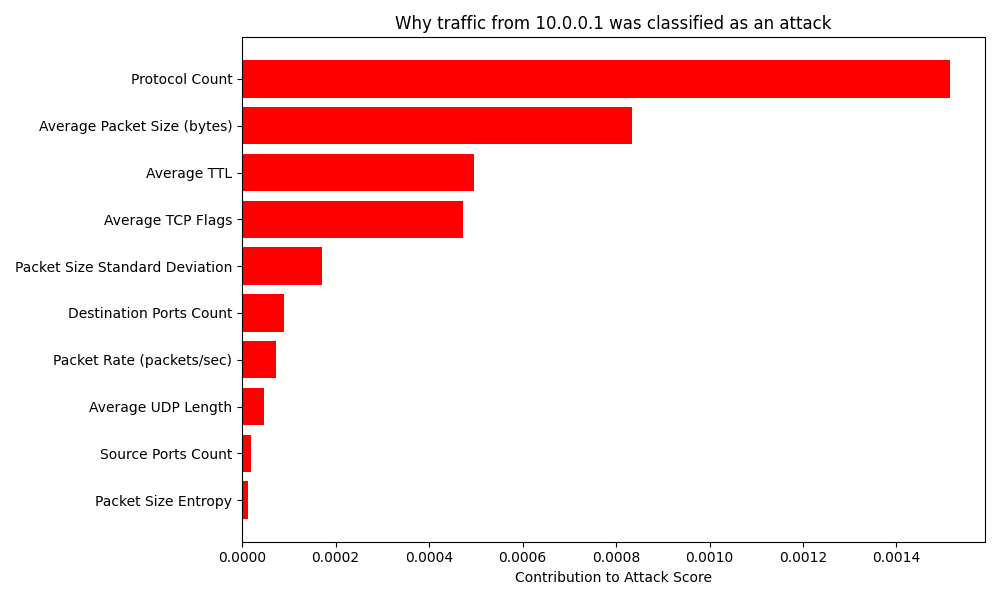 Why traffic from 10.0.0.1 was classified as an attack
Protocol Count
Average Packet Size (bytes)
Average TTL
Average TCP Flags
Packet Size Standard Deviation
Destination Ports Count
Packet Rate (packets/sec)
Average UDP Length
Source Ports Count
Packet Size Entropy
0.0000 0.0002 0.0004 0.0006 0.0008 0.0010 0.0012 0.0014
Contribution to Attack Score